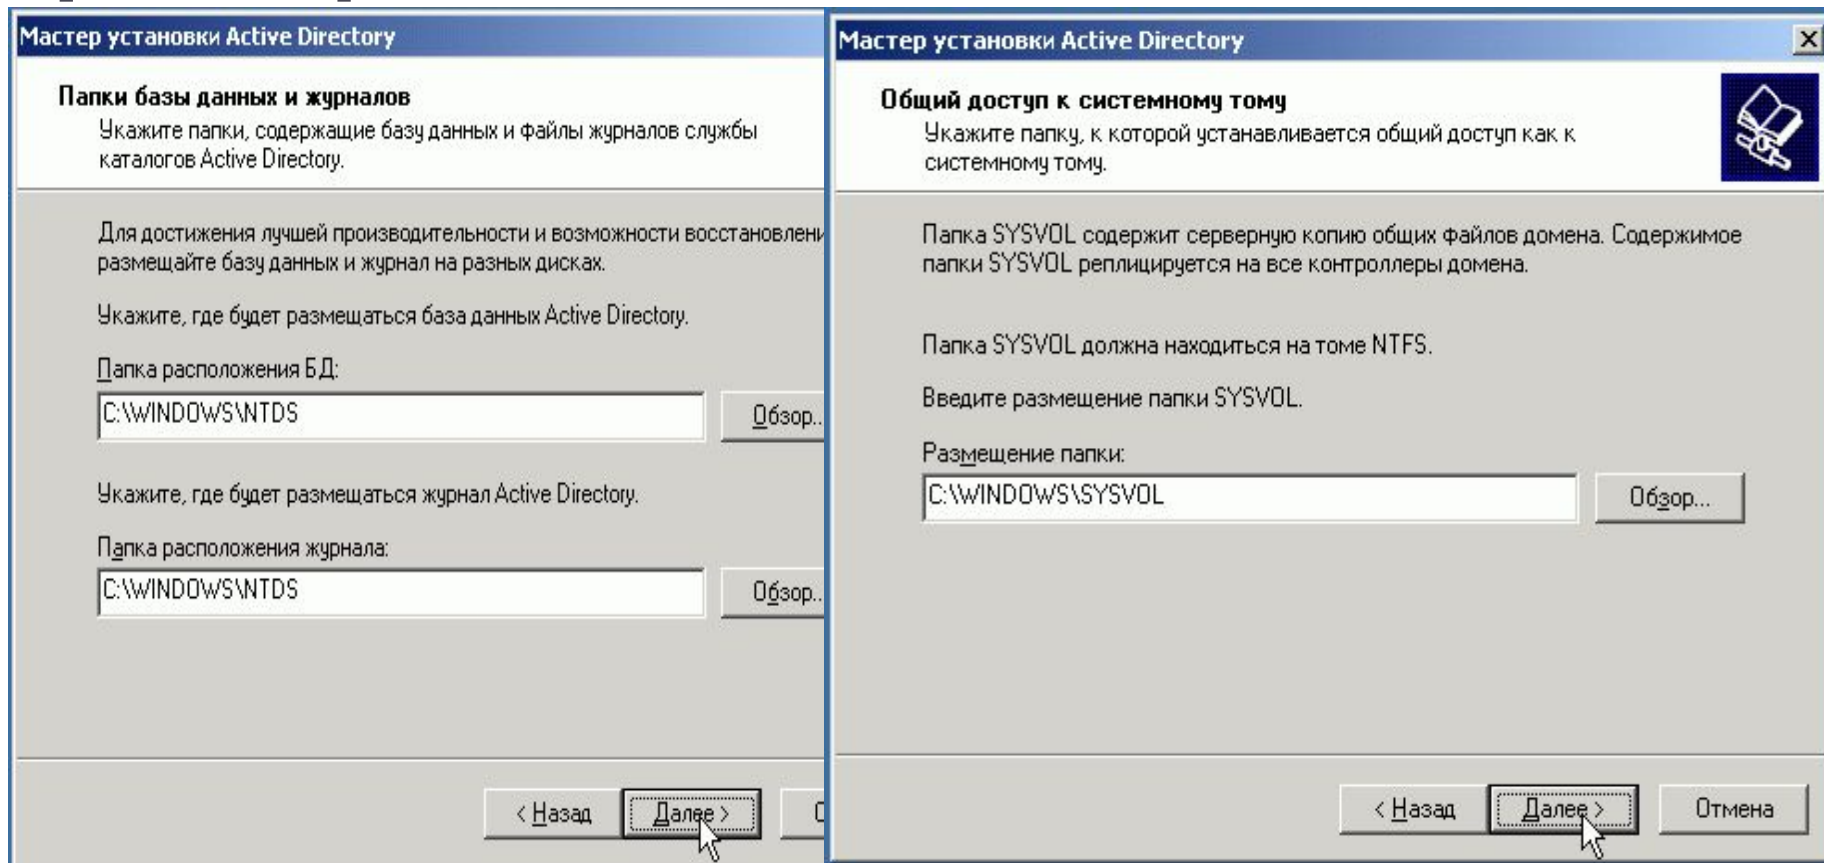 Мастер установки Active Directory
Папки базы данных и журналов
Укажите папки, содержащие базу данных и файлы журналов службы
каталогов Active Directory.
Для достижения лучшей производительности и возможности восстановлени
размещайте базу данных и журнал на разных дисках.
Укажите, где будет размещаться база данных Active Directory.
Папка расположения БД:
C:\WINDOWS\NTDS
Обзор..
Укажите, где будет размещаться журнал Active Directory.
Папка расположения журнала:
C:\WINDOWS\NTDS
Обзор..
< Назад
Далее >
Мастер установки Active Directory
Общий доступ к системному тому
Укажите папку, к которой устанавливается общий доступ как к
системному тому.
Папка SYSVOL содержит серверную копию общих файлов домена. Содержимое
папки SYSVOL реплицируется на все контроллеры домена.
Папка SYSVOL должна находиться на томе NTFS.
Введите размещение папки SYSVOL.
Размещение папки:
C:\WINDOWS\SYSVOL
Обзор...
< Назад
Далее >
Отмена